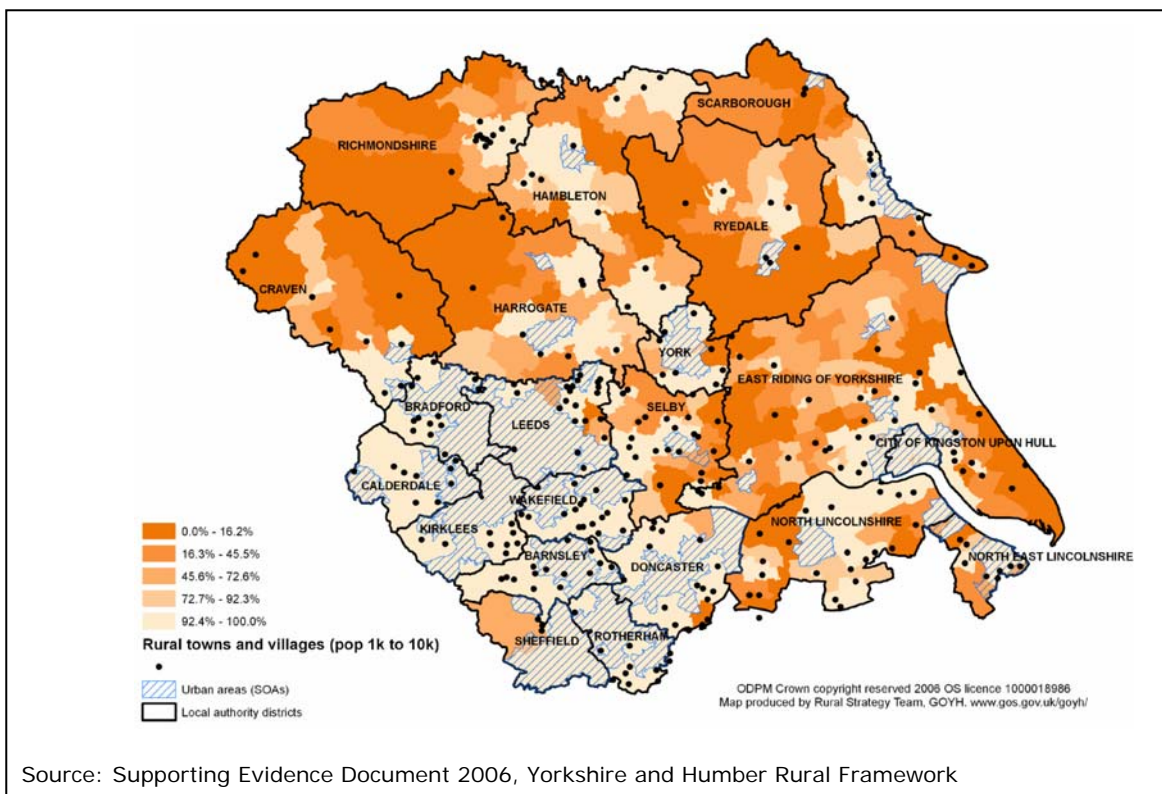 SCARBOROUGH
RICHMONDSHIRE
HAMBLETON
RYEDALE
CRAVEN
HARROGATE
YORK
EAST RIDING OF YORKSHIRE
BRADFORD
SELBY
LEEDS
CITY OF KINGSTON UPON HULL
CALDERDALE
WAKEFIELD
KIRKLEES
NORTH LINCOLNSHIRE
BARNSLEY
NORTH EAST LINCOLNSHIRE
DONCASTER
SHEFFIELD
ROTHERHAM
0.0% - 16.2%
16.3% - 45.5%
45.6% - 72.6%
72.7% - 92.3%
92.4% - 100.0%
Rural towns and villages (pop 1k to 10k)
Urban areas (SOAs)
Local authority districts
ODPM Crown copyright reserved 2006 OS licence 1000018986
Map produced by Rural Strategy Team, GOYH. www.gos.gov.uk/goyh/
Source: Supporting Evidence Document 2006, Yorkshire and Humber Rural Framework